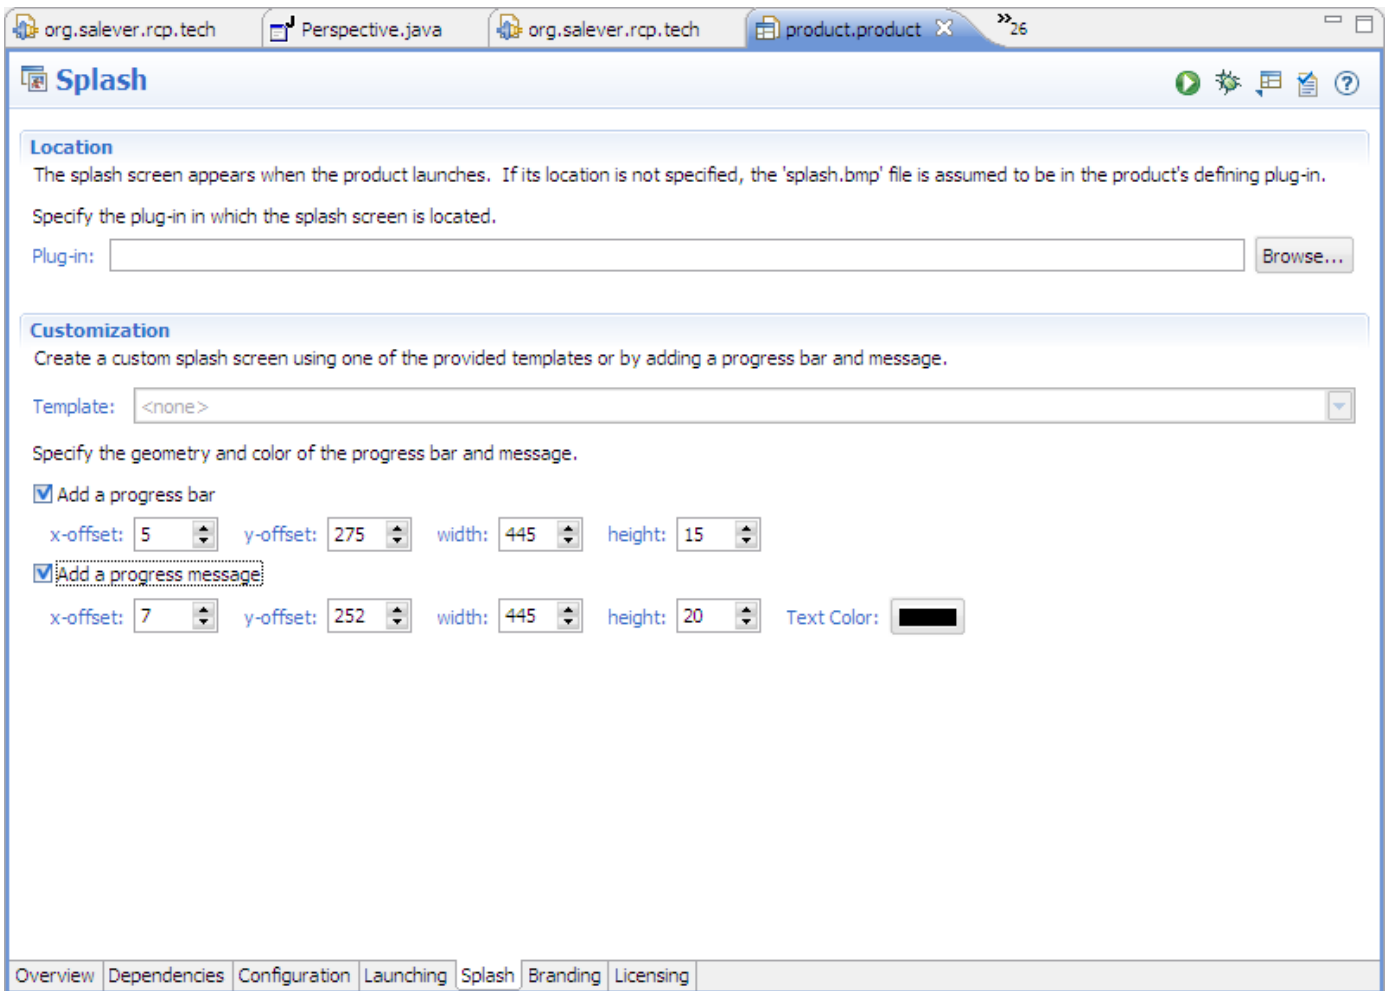 org.salever.rcp.tech Perspective.java org.salever.rcp.tech product.product »26
Splash
Location
The splash screen appears when the product launches.  If its location is not specified, the 'splash.bmp' file is assumed to be in the product's defining plug-in.
Specify the plug-in in which the splash screen is located.
Plug-in: Browse...
Customization
Create a custom splash screen using one of the provided templates or by adding a progress bar and message.
Template: <none>
Specify the geometry and color of the progress bar and message.
Add a progress bar
x-offset: 5 y-offset: 275 width: 445 height: 15
Add a progress message
x-offset: 7 y-offset: 252 width: 445 height: 20 Text Color:
Overview Dependencies Configuration Launching Splash Branding Licensing